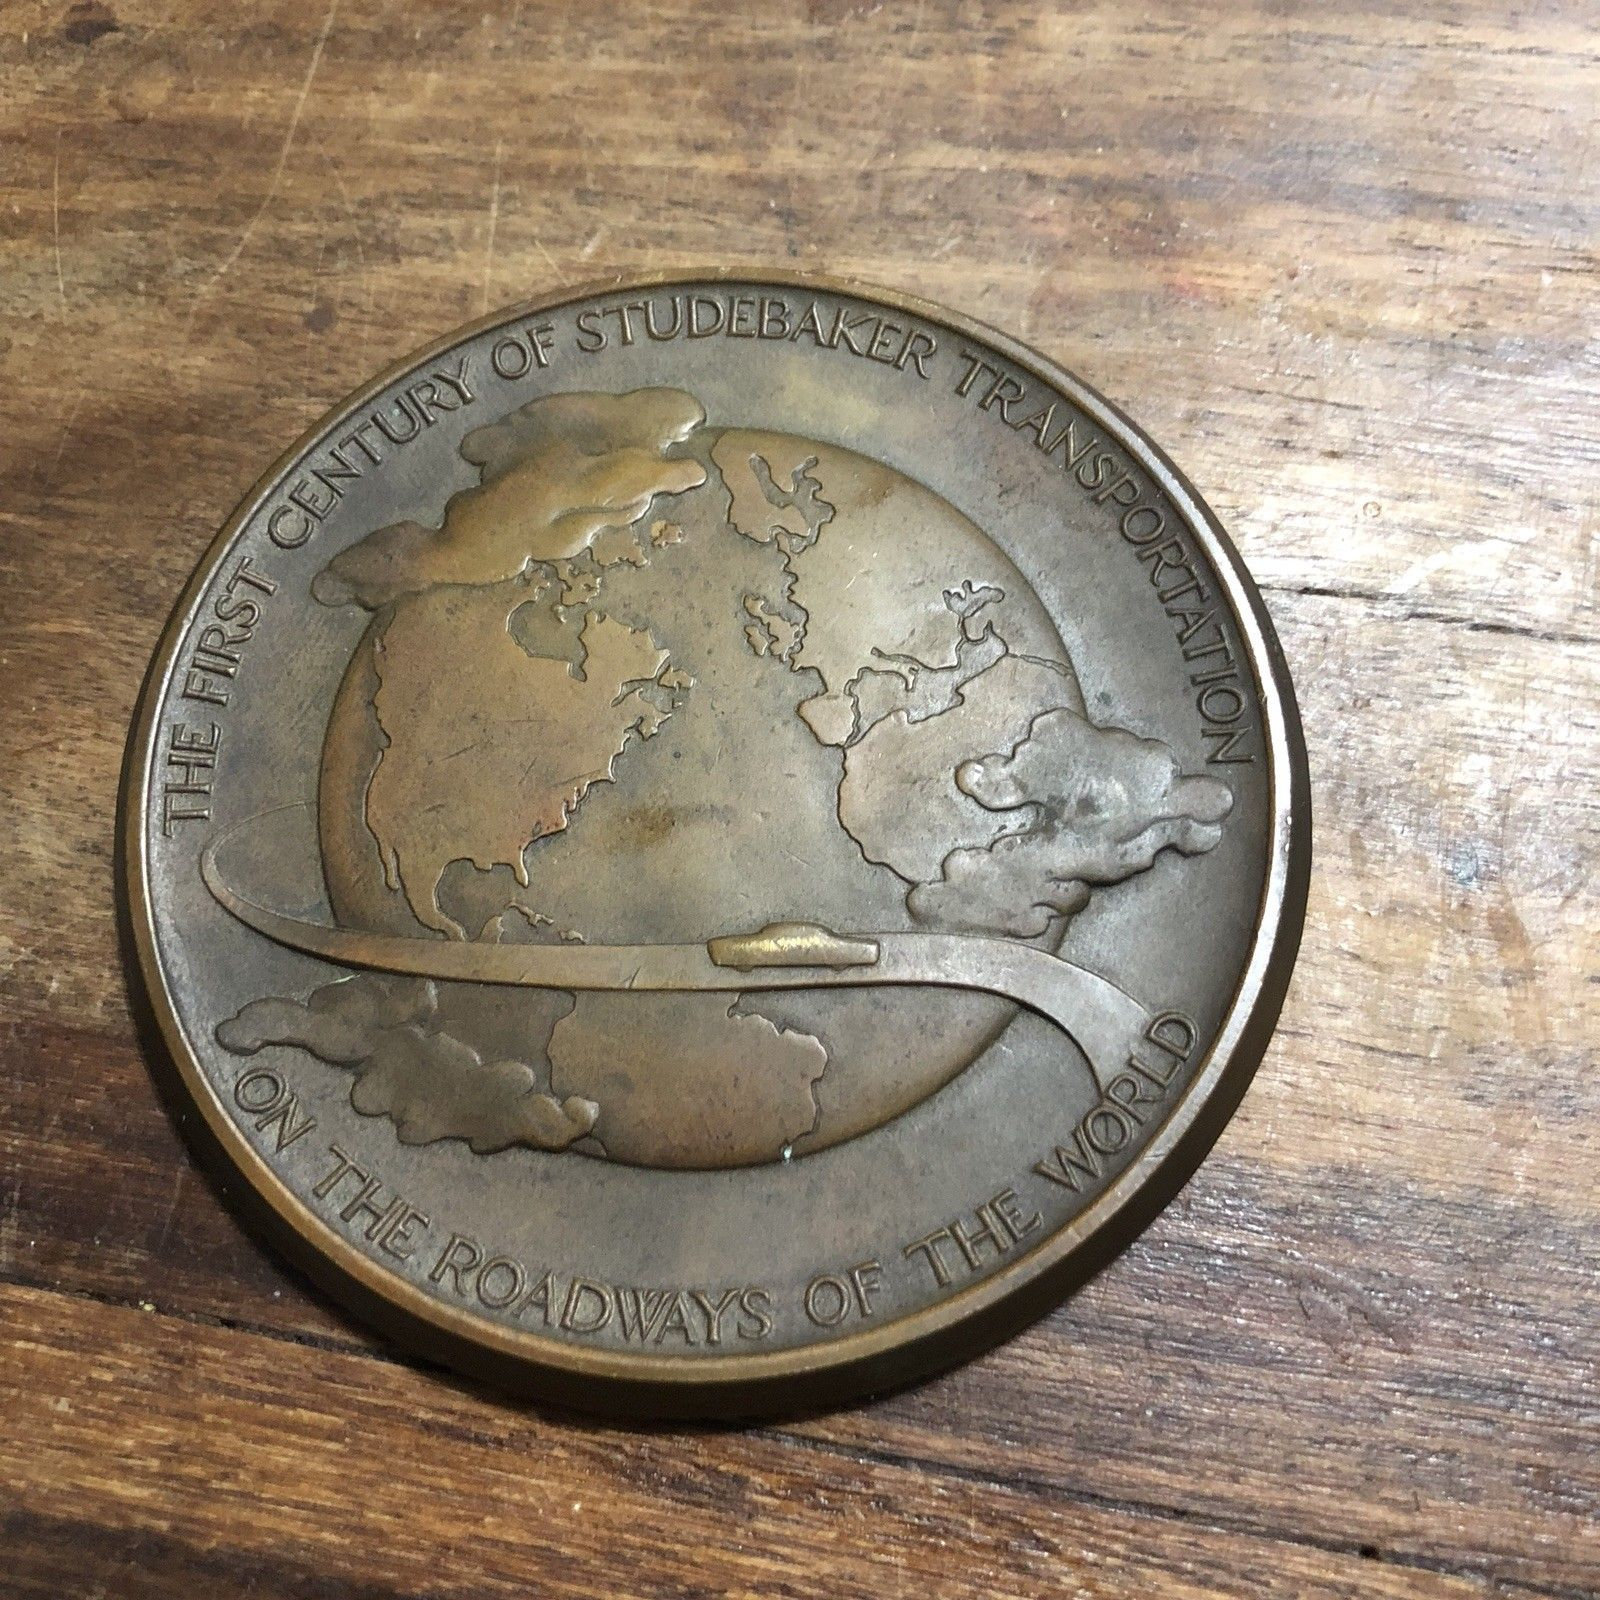 THE FIRST CENTURY OF STUDEBAKER TRANSPORTATION
ON THE ROADWAYS OF THE WORLD